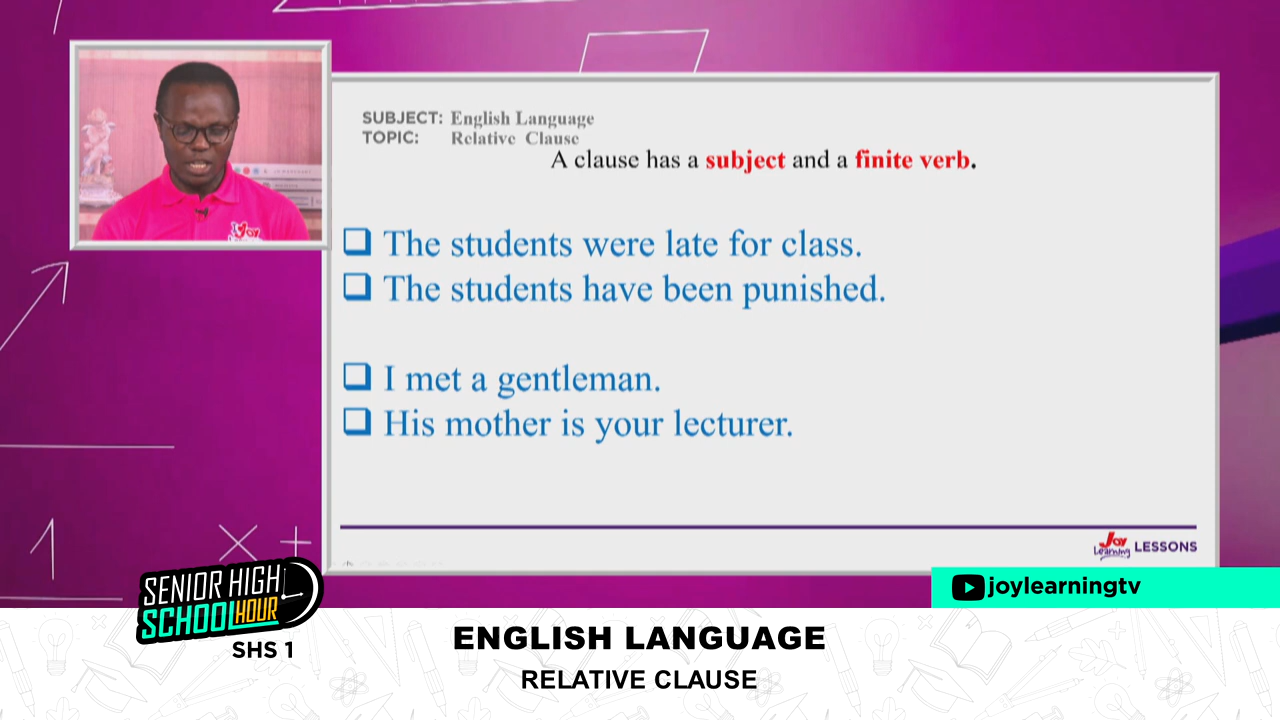 SUBJECT: English Language
TOPIC: Relative Clause
A clause has a subject and a finite verb.
The students were late for class.
The students have been punished.
I met a gentleman.
His mother is your lecturer.
Joy Learning LESSONS
joylearningtv
SENIOR HIGH
SCHOOL HOUR
SHS 1
ENGLISH LANGUAGE
RELATIVE CLAUSE